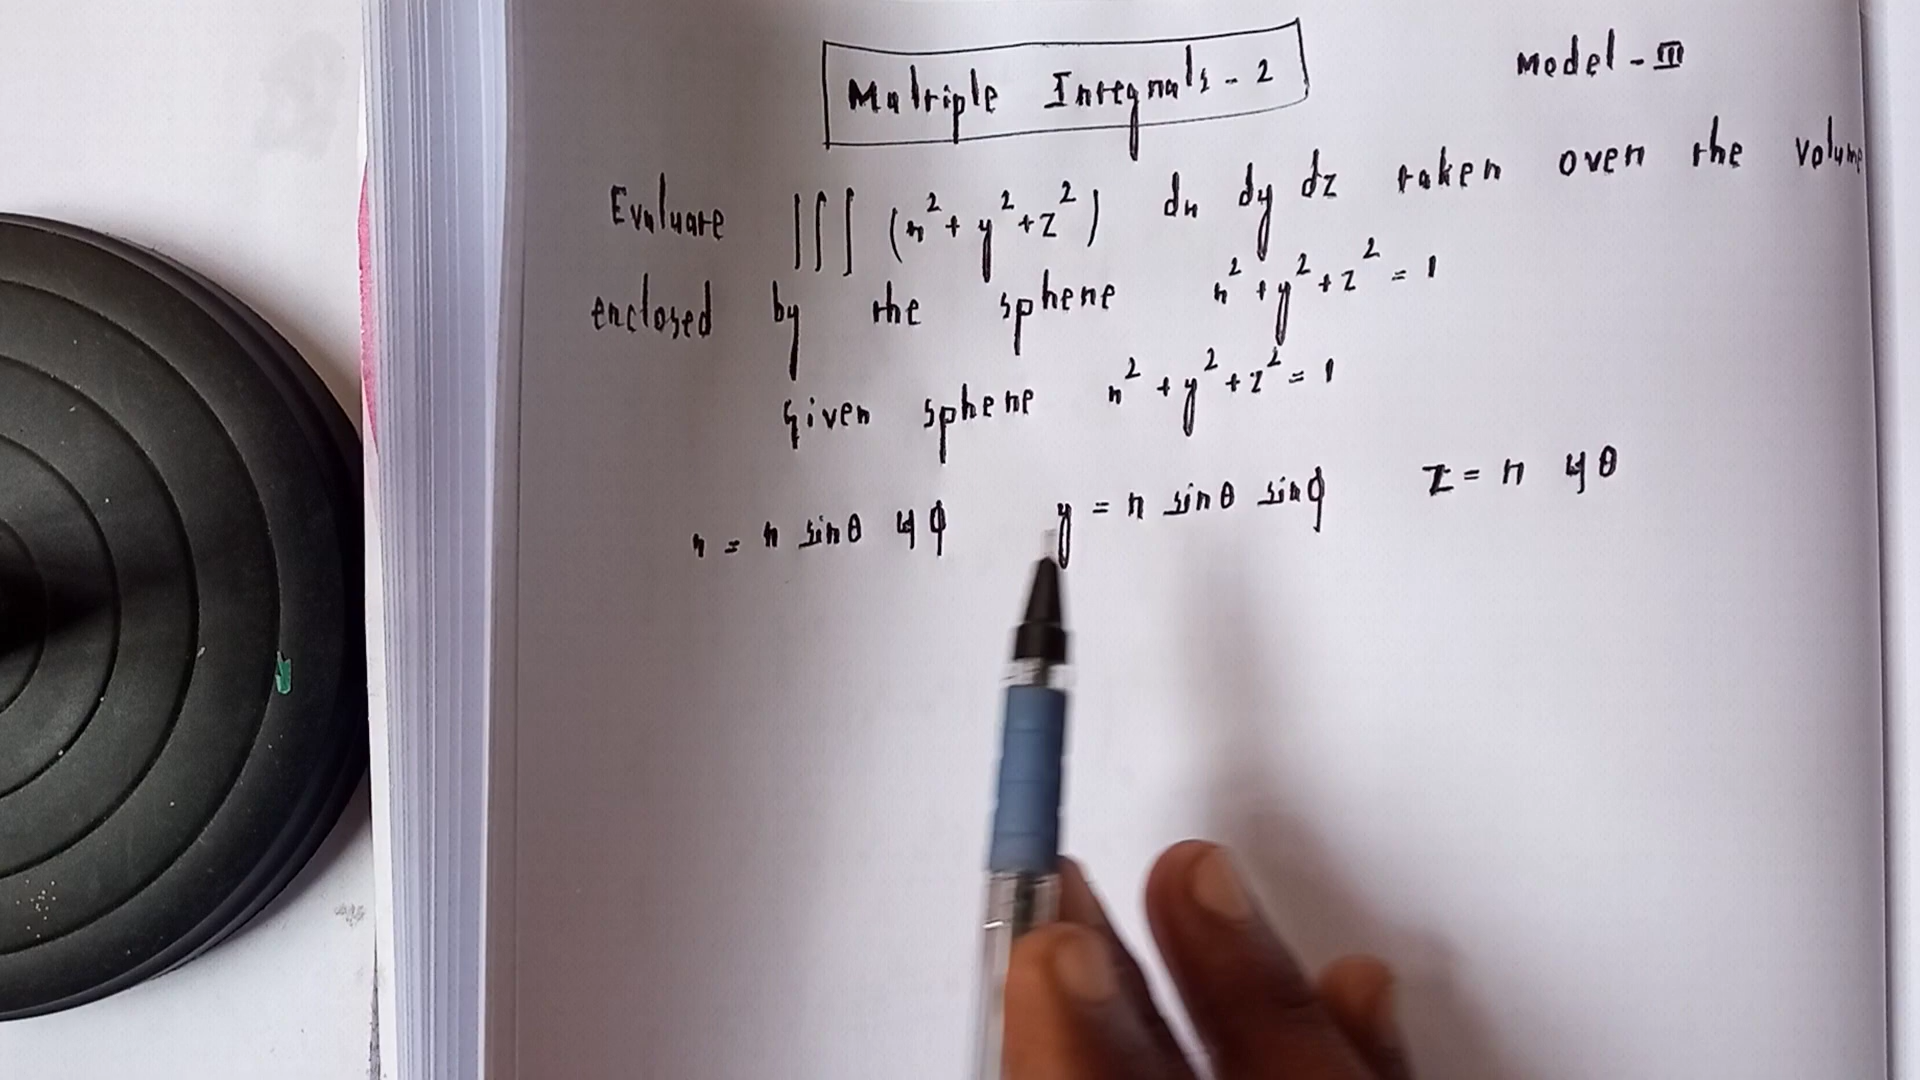 Multiple Integrals - 2
Model - III
Evaluate ∫∫∫ (x²+y²+z²) dx dy dz taken over the volume
enclosed by the sphere x²+y²+z² = 1
Given sphere x²+y²+z² = 1
x = r sinθ cosϕ y = r sinθ sinϕ z = r cosθ